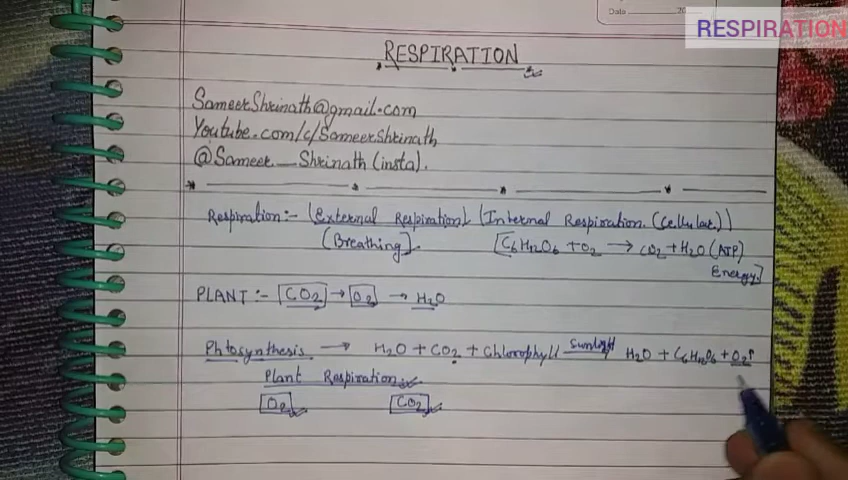 Date 20
RESPIRATION
RESPIRATION
SameerShrinath@gmail.com
Youtube.com/c/SameerShrinath
@Sameer_Shrinath (insta).
Respiration:- (External Respiration) (Internal Respiration. (Cellular))
(Breathing) [C6H12O6 + O2 → CO2 + H2O (ATP)
Energy.]
PLANT :- [CO2] → [O2] → H2O
Phtosynthesis → H2O + CO2 + Chlorophyll Sunlight H2O + C6H12O6 + O2↑
Plant Respiration.
O2 CO2